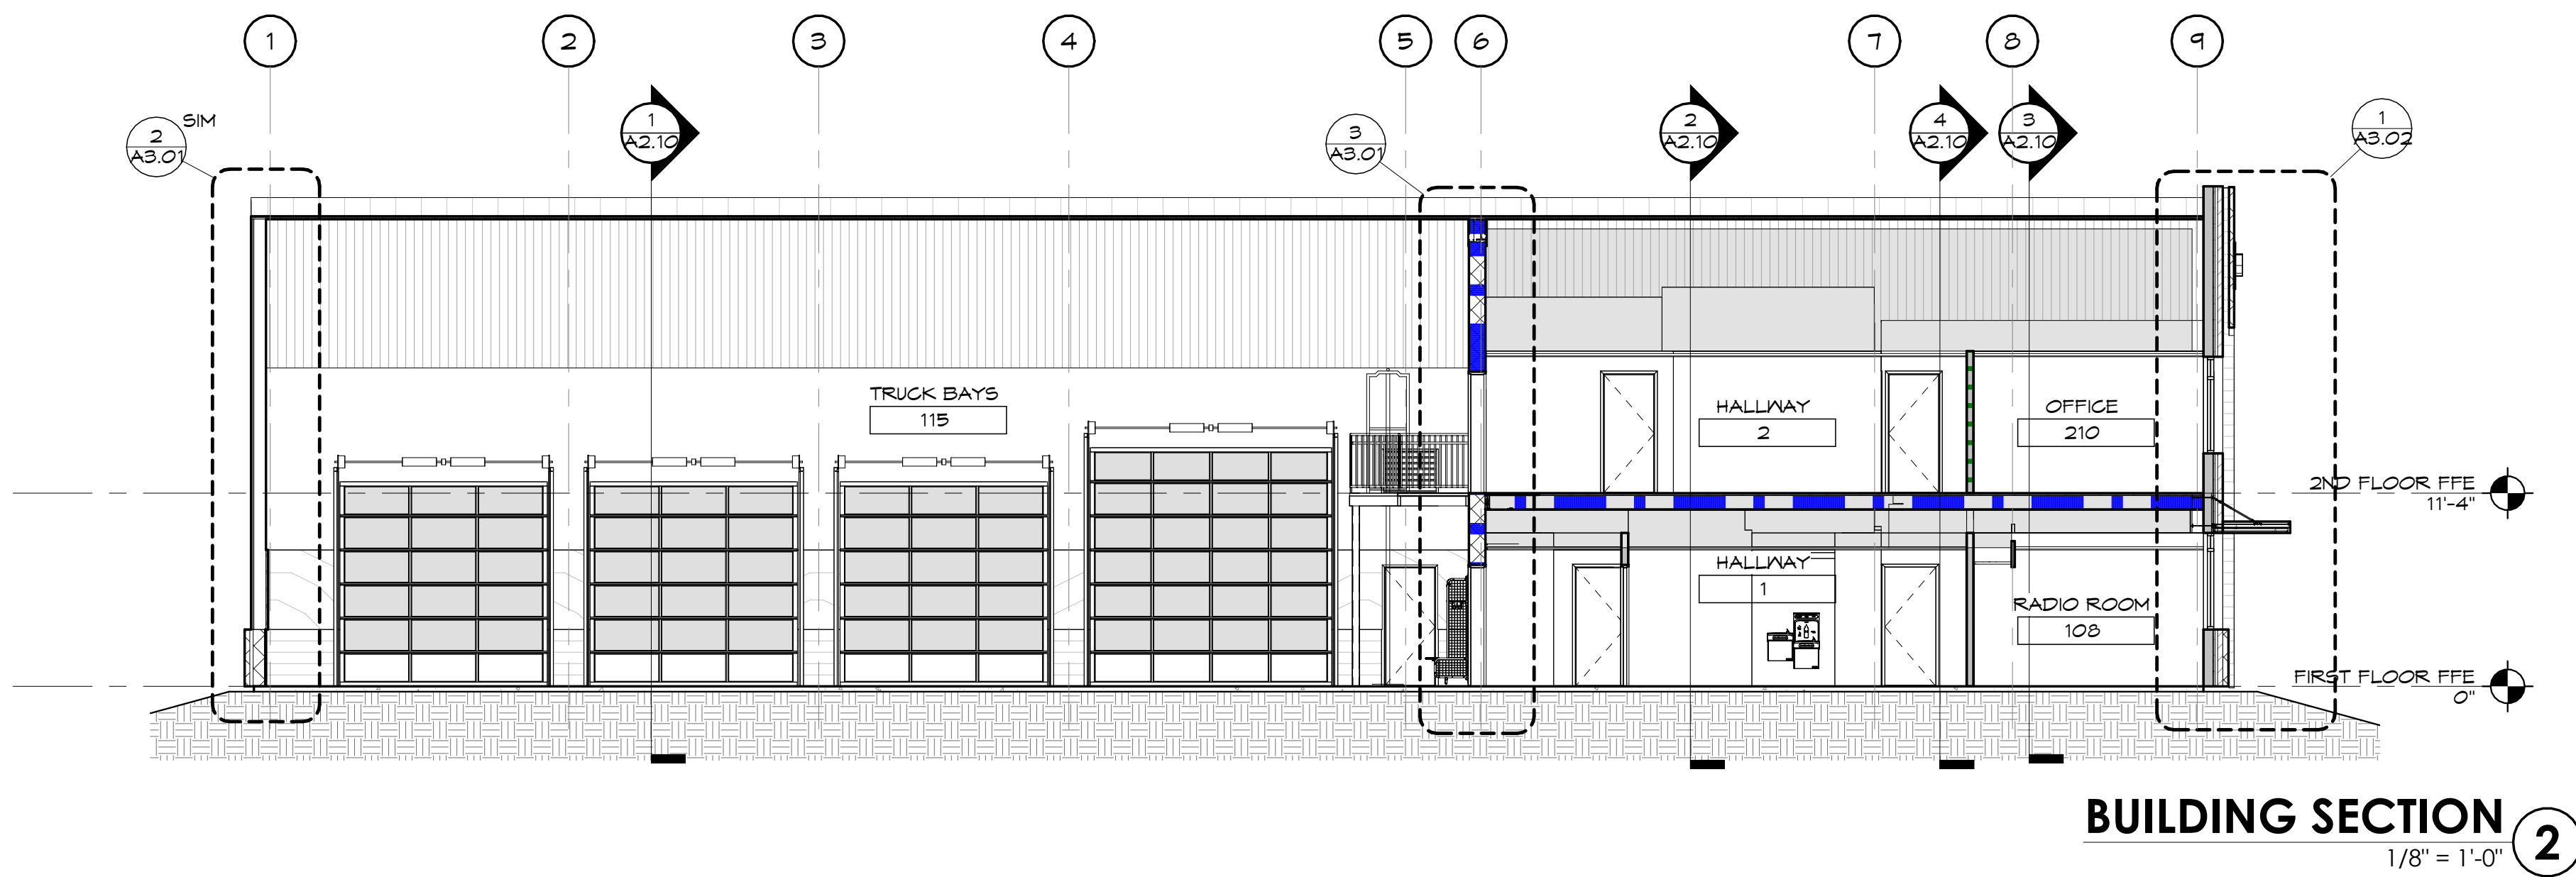 1
2
3
4
5
6
7
8
9
2
A3.01
SIM
1
A2.10
3
A3.01
2
A2.10
4
A2.10
3
A2.10
1
A3.02
TRUCK BAYS
115
HALLWAY
2
OFFICE
210
2ND FLOOR FFE
11'-4"
HALLWAY
1
RADIO ROOM
108
FIRST FLOOR FFE
0"
BUILDING SECTION
2
1/8" = 1'-0"